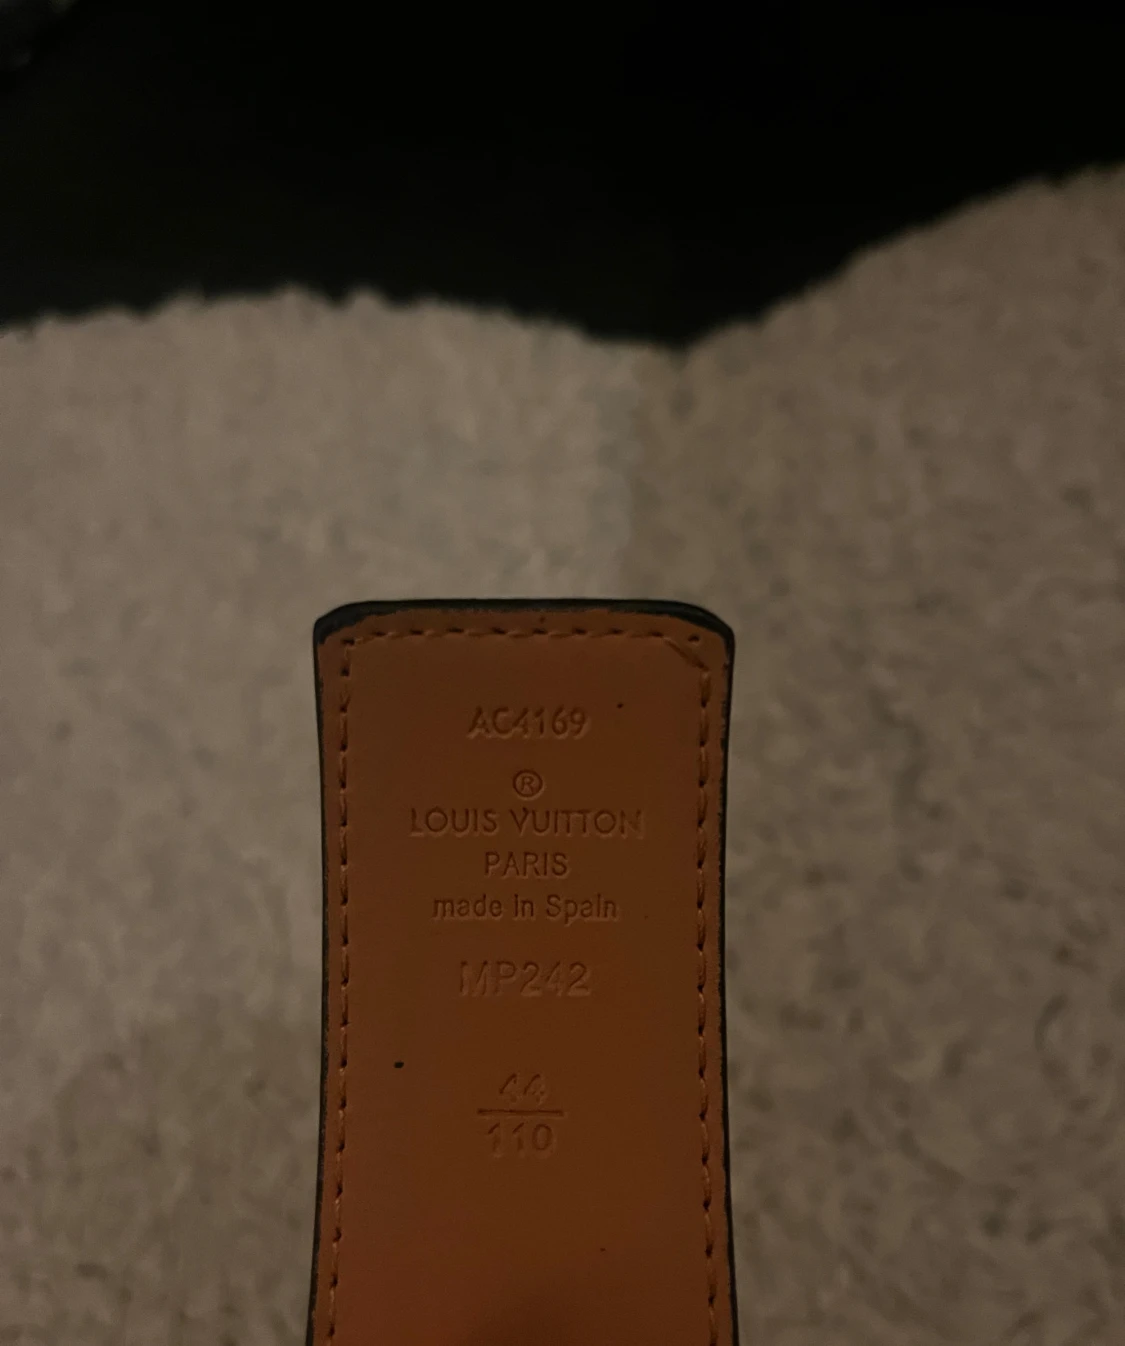 AC4169
®
LOUIS VUITTON
PARIS
made in Spain
MP242
44
110